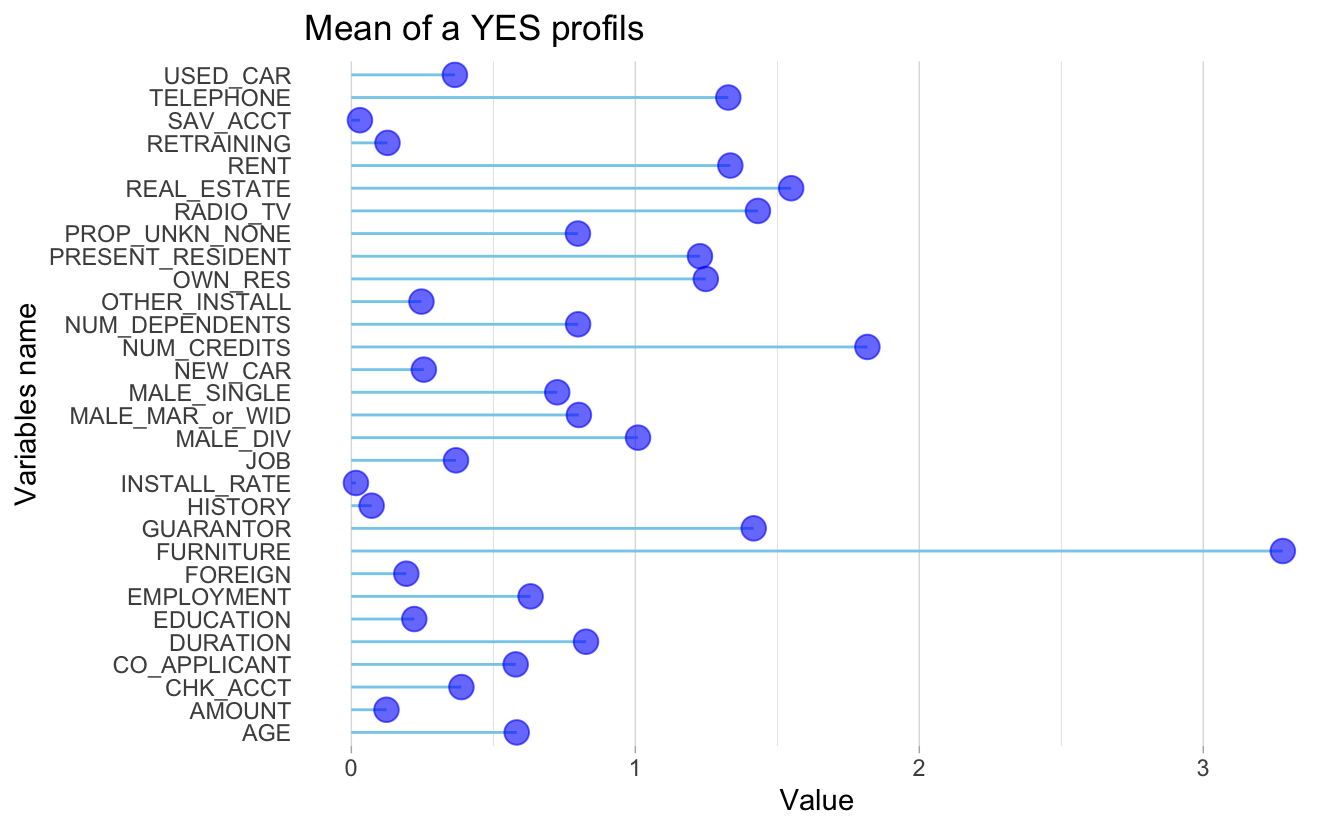 Mean of a YES profils
USED_CAR
TELEPHONE
SAV_ACCT
RETRAINING
RENT
REAL_ESTATE
RADIO_TV
PROP_UNKN_NONE
PRESENT_RESIDENT
OWN_RES
OTHER_INSTALL
NUM_DEPENDENTS
NUM_CREDITS
NEW_CAR
MALE_SINGLE
MALE_MAR_or_WID
MALE_DIV
JOB
INSTALL_RATE
HISTORY
GUARANTOR
FURNITURE
FOREIGN
EMPLOYMENT
EDUCATION
DURATION
CO_APPLICANT
CHK_ACCT
AMOUNT
AGE
Variables name
0 1 2 3
Value